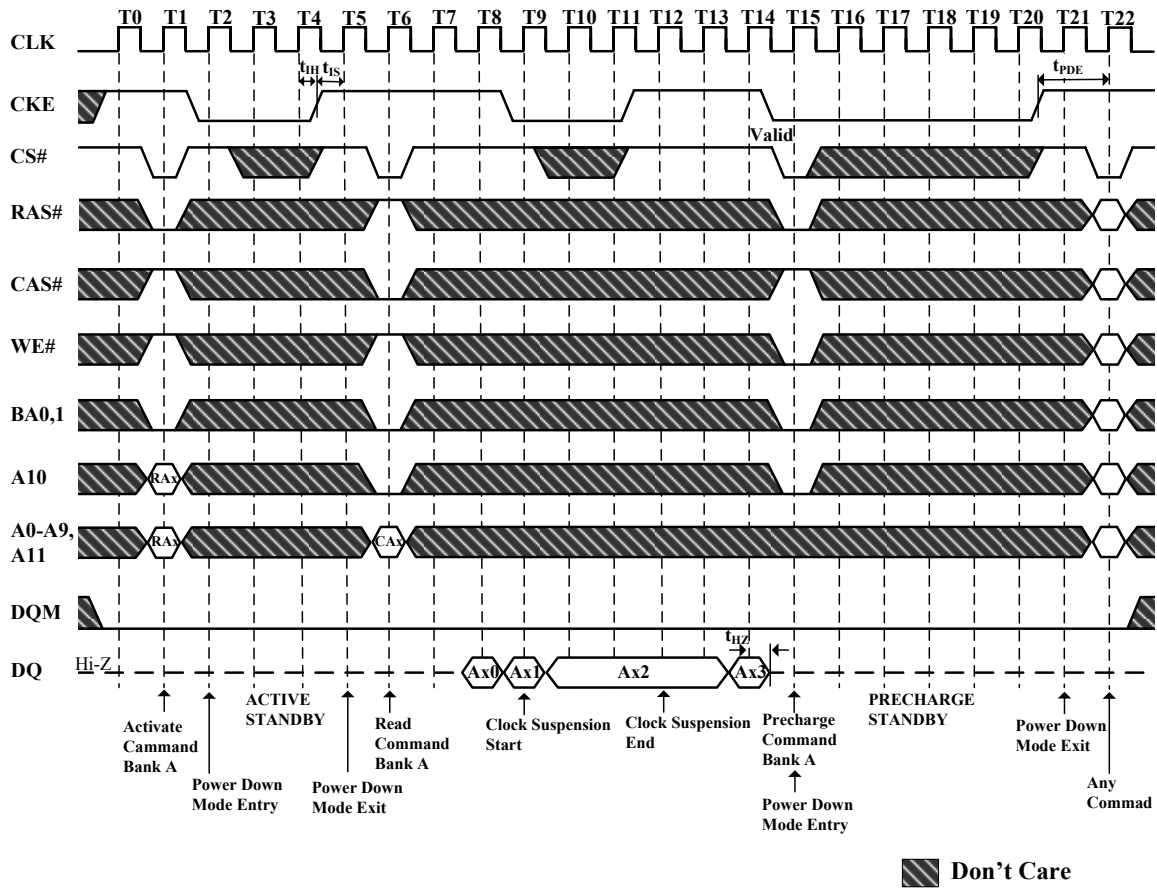 T0 T1 T2 T3 T4 T5 T6 T7 T8 T9 T10 T11 T12 T13 T14 T15 T16 T17 T18 T19 T20 T21 T22
CLK
tIH tIS
tPDE
CKE
Valid
CS#
RAS#
CAS#
WE#
BA0,1
A10
RAx
A0-A9,
A11
RAx
CAx
DQM
tHZ
DQ
Hi-Z
Ax0
Ax1
Ax2
Ax3
Activate
Cammand
Bank A
Power Down
Mode Entry
ACTIVE
STANDBY
Power Down
Mode Exit
Read
Command
Bank A
Clock Suspension
Start
Clock Suspension
End
Precharge
Command
Bank A
Power Down
Mode Entry
PRECHARGE
STANDBY
Power Down
Mode Exit
Any
Commad
Don't Care